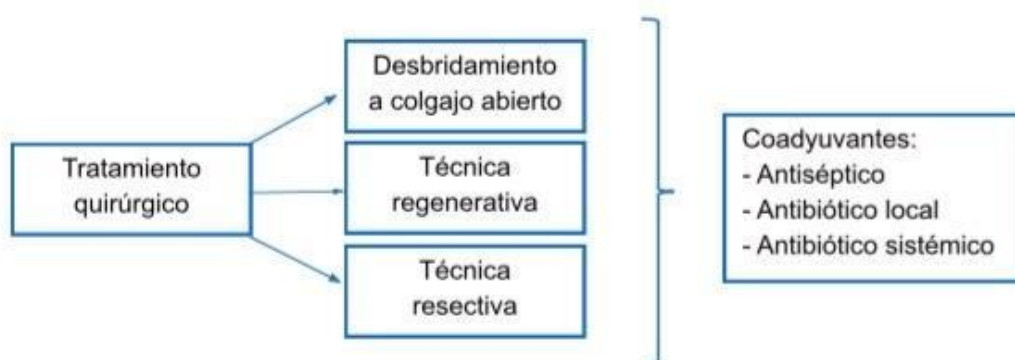 Tratamiento
quirúrgico
Desbridamiento
a colgajo abierto
Técnica
regenerativa
Técnica
resectiva
Coadyuvantes:
- Antiséptico
- Antibiótico local
- Antibiótico sistémico